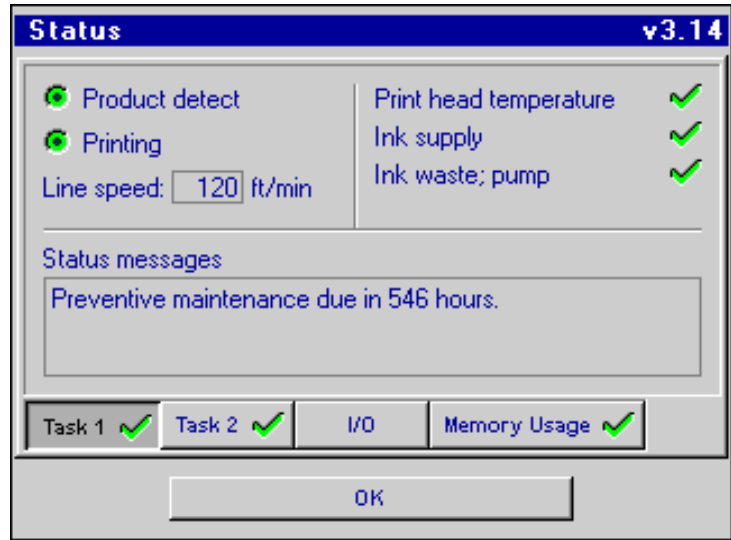 Status v3.14
Product detect
Printing
Line speed: 120 ft/min
Print head temperature
Ink supply
Ink waste; pump
Status messages
Preventive maintenance due in 546 hours.
Task 1 Task 2 I/O Memory Usage
OK